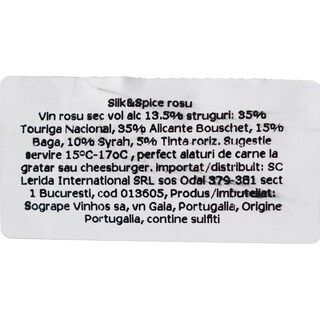 Silk&Spice rosu
Vin rosu sec vol alc 13.5% struguri: 35%
Touriga Nacional, 35% Alicante Bouschet, 15%
Baga, 10% Syrah, 5% Tinta roriz. Sugestie
servire 15ºC-17oC , perfect alaturi de carne la
gratar sau cheesburger. importat/distribuit: SC
Lerida International SRL sos Odai 379-381 sect
1 Bucuresti, cod 013605, Produs/imbuteliat:
Sogrape Vinhos sa, vn Gaia, Portugalia, Origine
Portugalia, contine sulfiti